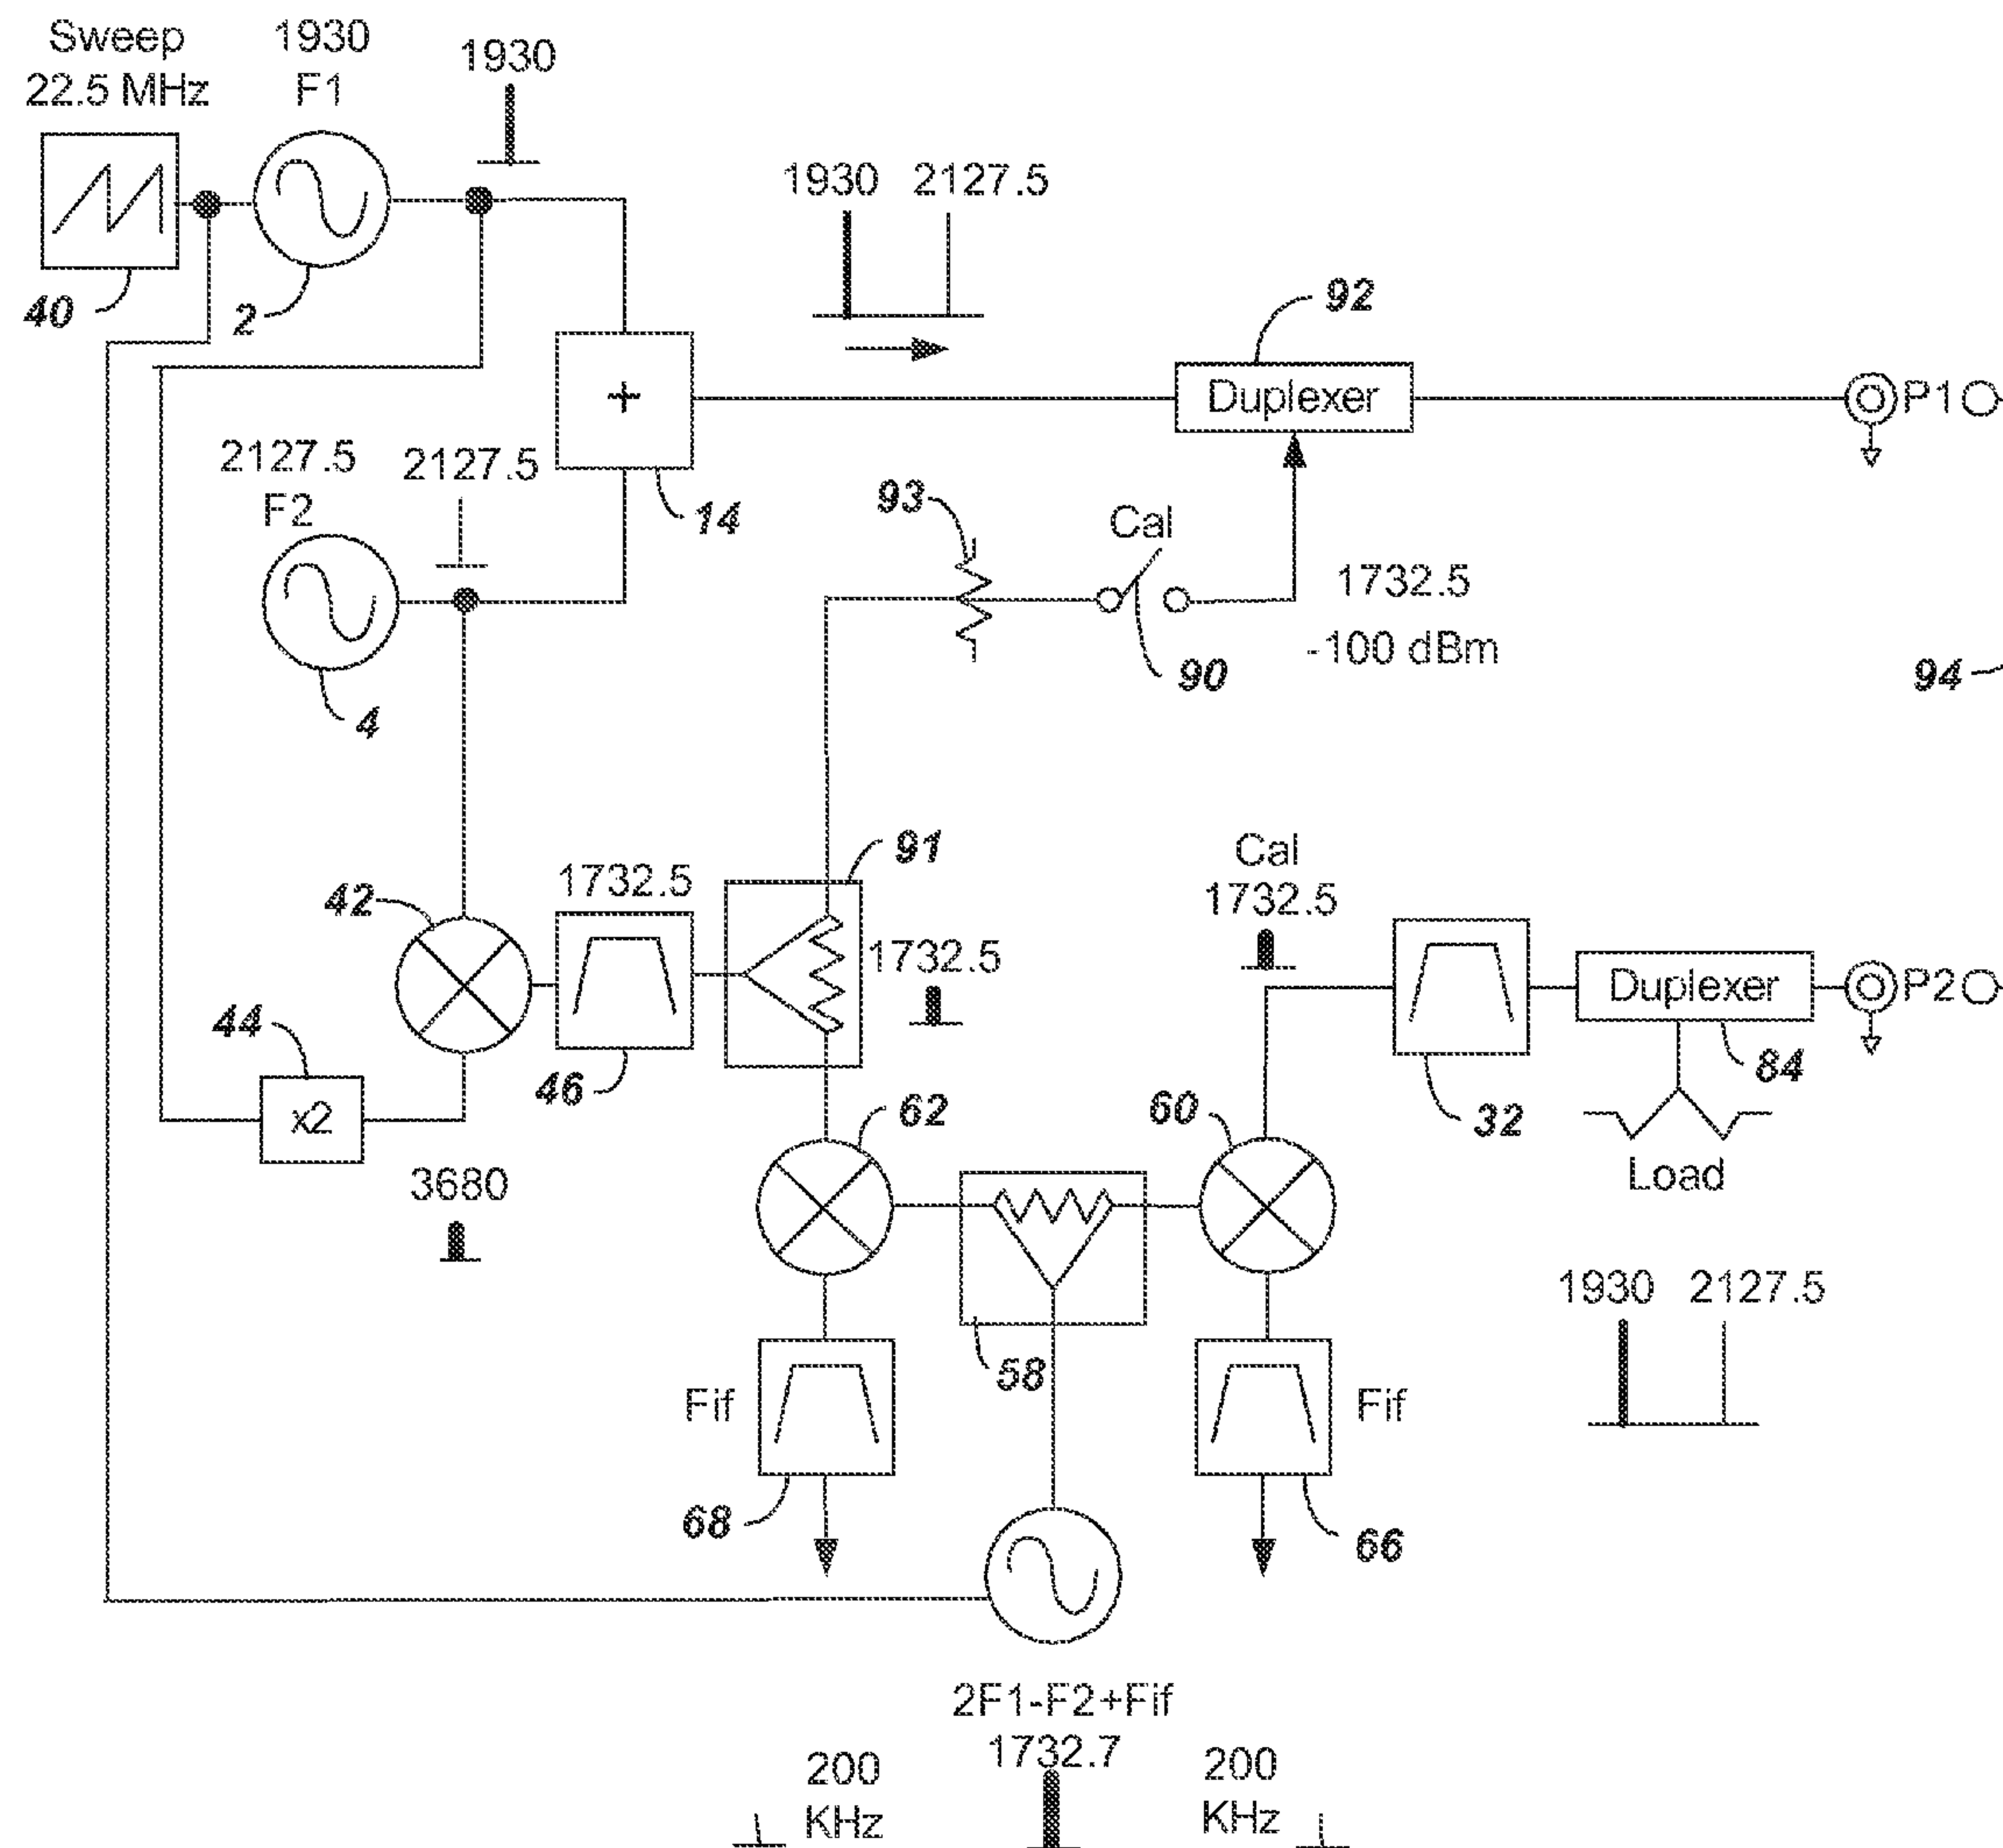 Sweep
22.5 MHz
1930
F1
1930
40
2
1930 2127.5
92
Duplexer
P1
+
14
2127.5
F2
2127.5
4
93
Cal
90
1732.5
-100 dBm
94
91
42
1732.5
1732.5
46
44
x2
3680
Cal
1732.5
Duplexer
P2
84
32
Load
62
60
58
1930 2127.5
Fif
68
Fif
66
2F1-F2+Fif
1732.7
200
KHz
200
KHz